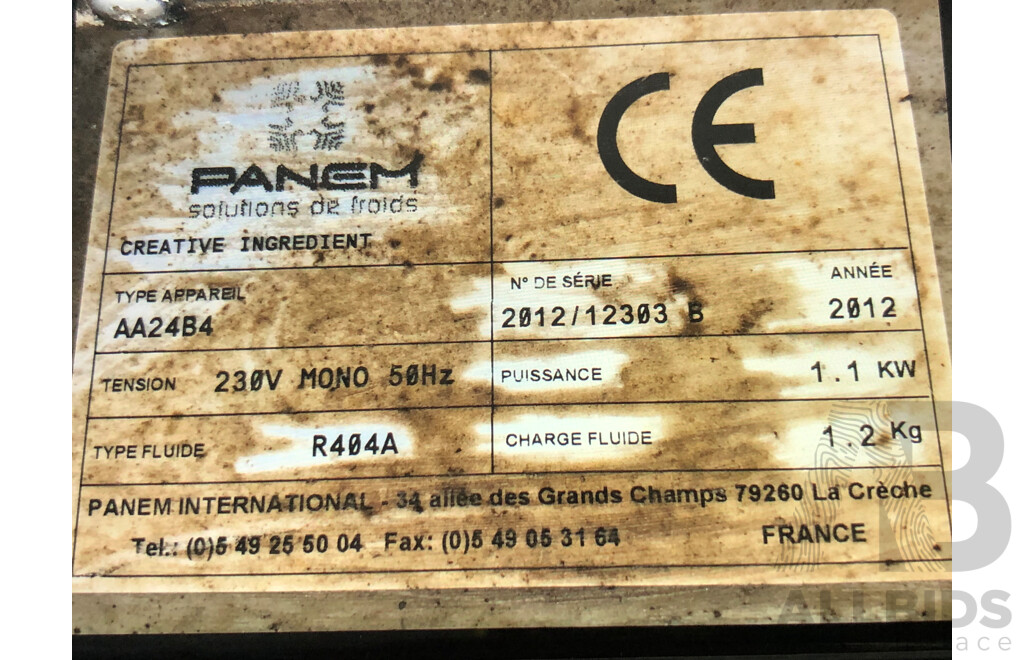 PANEM
solutions de froids
CE
CREATIVE INGREDIENT
TYPE APPAREIL
AA24B4
N° DE SÉRIE
2012/12303 B
ANNÉE
2012
TENSION 230V MONO 50Hz
PUISSANCE 1.1 KW
TYPE FLUIDE R404A
CHARGE FLUIDE 1.2 Kg
PANEM INTERNATIONAL - 34 allée des Grands Champs 79260 La Crèche
Tel.: (0)5 49 25 50 04 Fax: (0)5 49 05 31 64 FRANCE
ALLBIDS